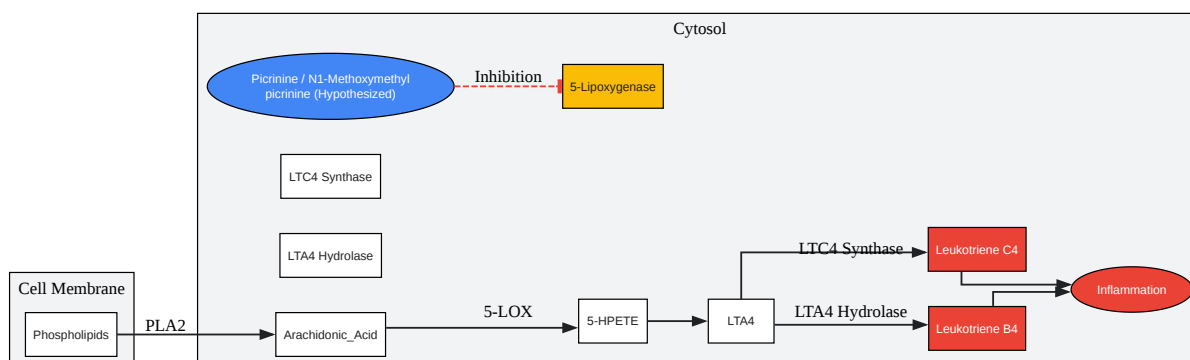 Cytosol
Picrinine / N1-Methoxymethyl
picrinine (Hypothesized)
Inhibition
5-Lipoxygenase
LTC4 Synthase
LTA4 Hydrolase
LTC4 Synthase
Leukotriene C4
Cell Membrane
Inflammation
Phospholipids
PLA2
Arachidonic_Acid
5-LOX
5-HPETE
LTA4
LTA4 Hydrolase
Leukotriene B4